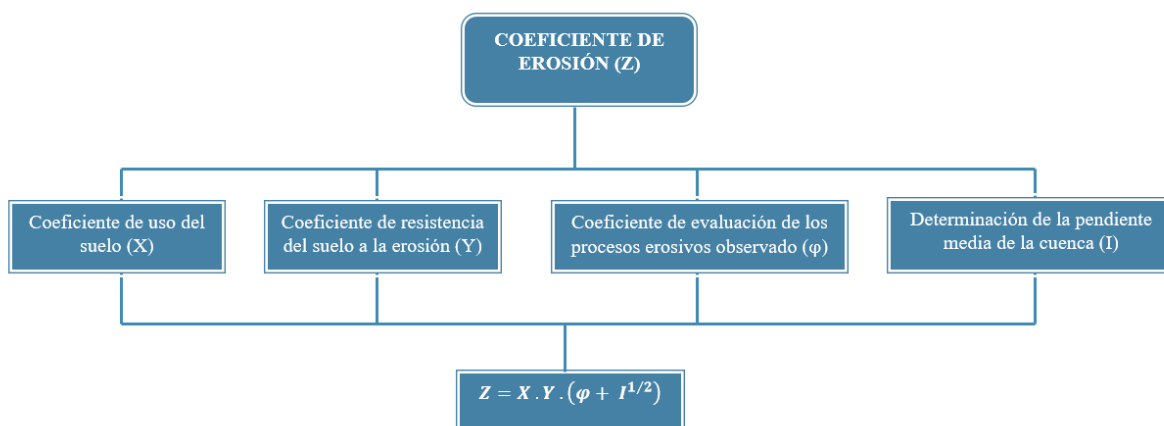 COEFICIENTE DE
EROSIÓN (Z)
Coeficiente de uso del
suelo (X)
Coeficiente de resistencia
del suelo a la erosión (Y)
Coeficiente de evaluación de los
procesos erosivos observado (φ)
Determinación de la pendiente
media de la cuenca (I)
Z = X . Y . (φ + I^{1/2})